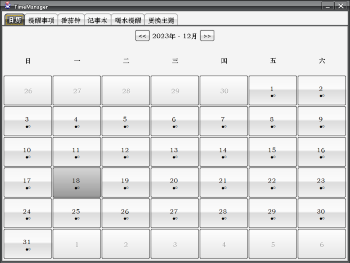 TimeManager
日历 提醒事项 番茄钟 记事本 喝水提醒 更换主题
<< 2023年 - 12月 >>
日 一 二 三 四 五 六
26 27 28 29 30 1 2
3 4 5 6 7 8 9
10 11 12 13 14 15 16
17 18 19 20 21 22 23
24 25 26 27 28 29 30
31 1 2 3 4 5 6